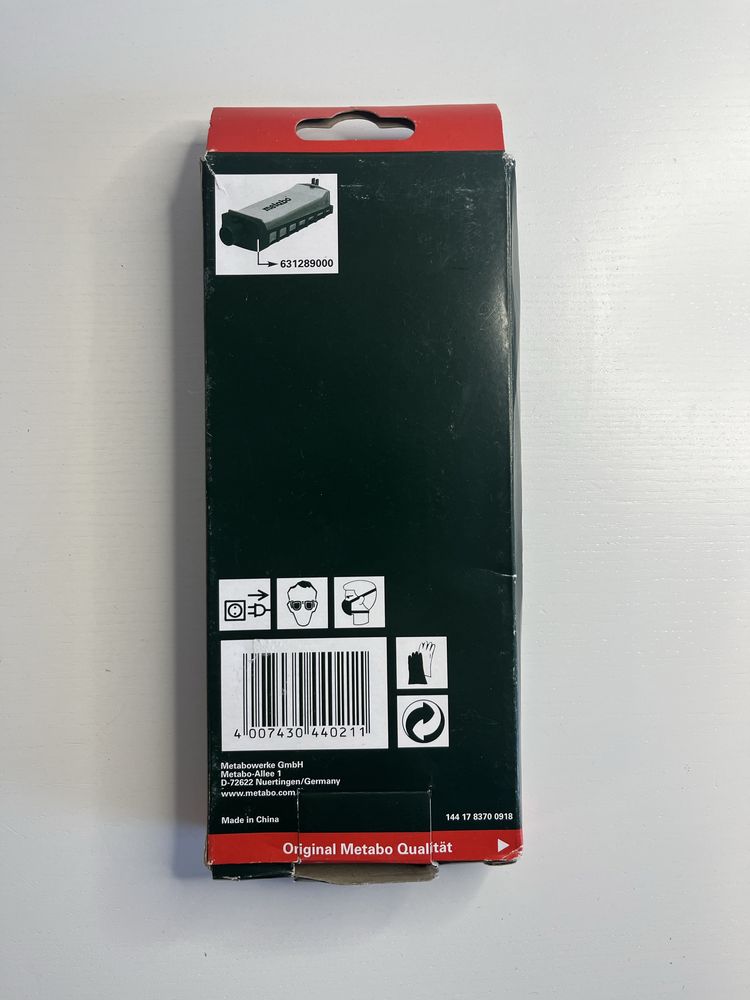 metabo
631289000
4 007430 440211
Metabowerke GmbH
Metabo-Allee 1
D-72622 Nuertingen/Germany
www.metabo.com
Made in China
144 17 8370 0918
Original Metabo Qualität